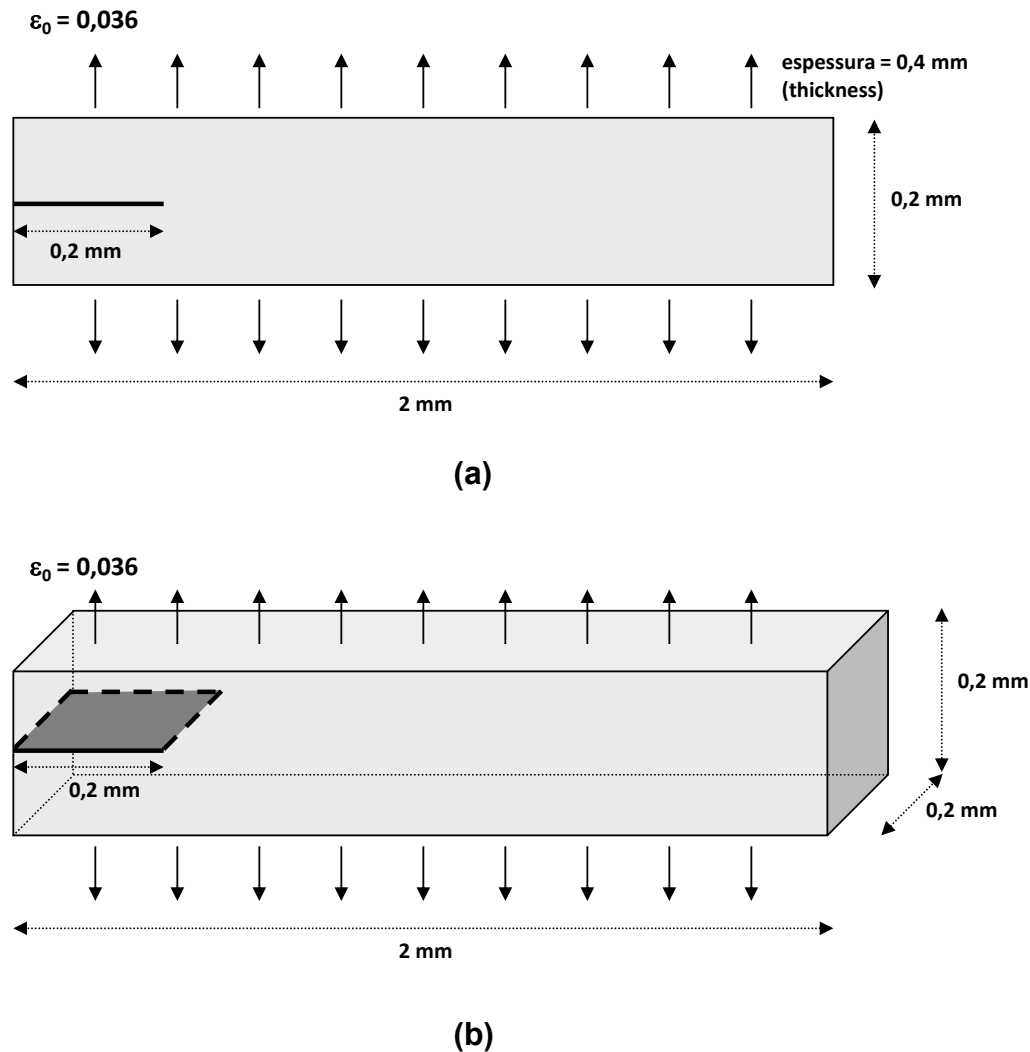 ε₀ = 0,036
espessura = 0,4 mm
(thickness)
0,2 mm
0,2 mm
2 mm
(a)
ε₀ = 0,036
0,2 mm
0,2 mm
0,2 mm
2 mm
(b)